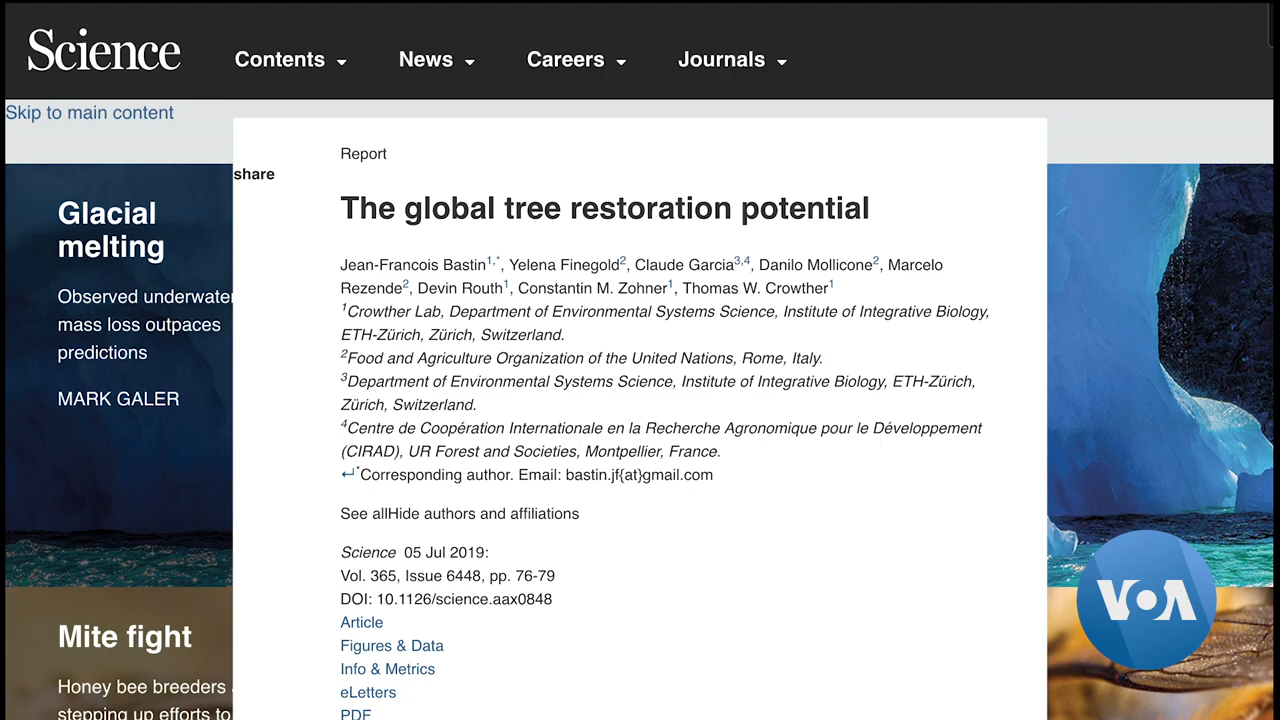 Science
Contents
News
Careers
Journals
Skip to main content
Glacial
melting
Observed underwater
mass loss outpaces
predictions
MARK GALER
Mite fight
Honey bee breeders
stepping up efforts to
share
Report
The global tree restoration potential
Jean-Francois Bastin1,*, Yelena Finegold2, Claude Garcia3,4, Danilo Mollicone2, Marcelo
Rezende2, Devin Routh1, Constantin M. Zohner1, Thomas W. Crowther1
1Crowther Lab, Department of Environmental Systems Science, Institute of Integrative Biology,
ETH-Zürich, Zürich, Switzerland.
2Food and Agriculture Organization of the United Nations, Rome, Italy.
3Department of Environmental Systems Science, Institute of Integrative Biology, ETH-Zürich,
Zürich, Switzerland.
4Centre de Coopération Internationale en la Recherche Agronomique pour le Développement
(CIRAD), UR Forest and Societies, Montpellier, France.
↵*Corresponding author. Email: bastin.jf{at}gmail.com
See allHide authors and affiliations
Science 05 Jul 2019:
Vol. 365, Issue 6448, pp. 76-79
DOI: 10.1126/science.aax0848
Article
Figures & Data
Info & Metrics
eLetters
PDF
VOA